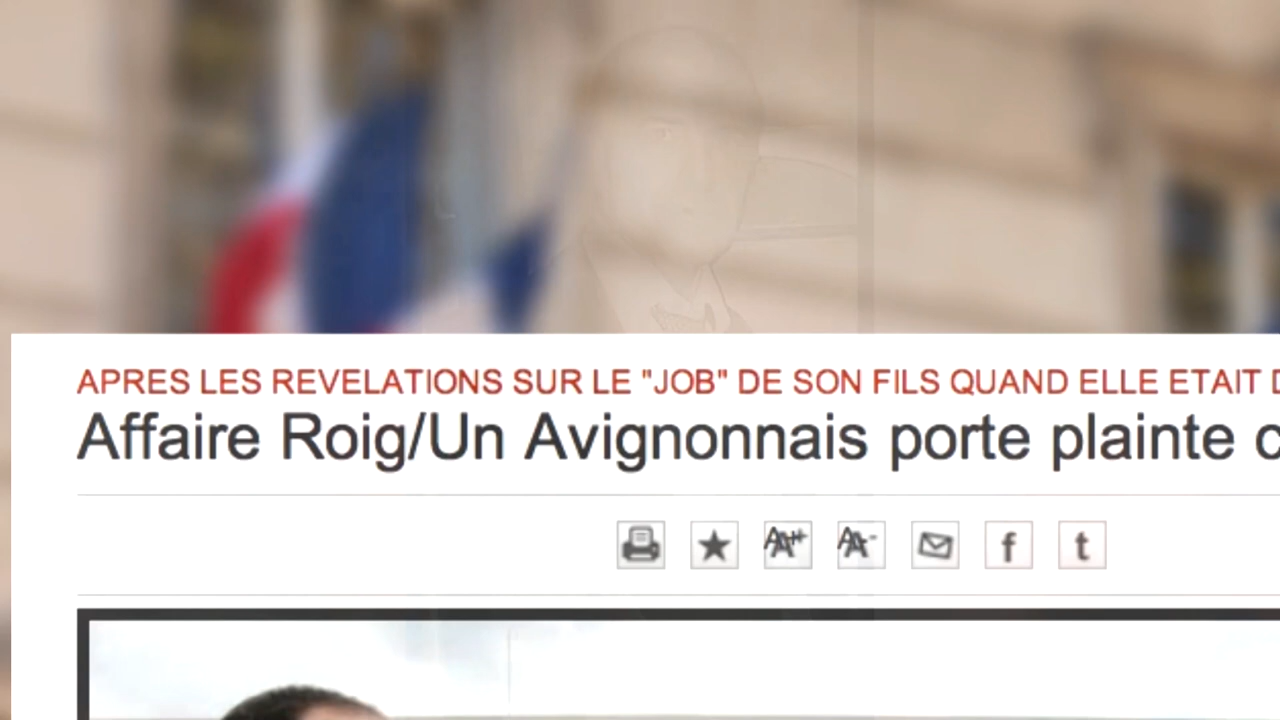 APRES LES REVELATIONS SUR LE "JOB" DE SON FILS QUAND ELLE ETAIT
Affaire Roig/Un Avignonnais porte plainte
A+ A- f t